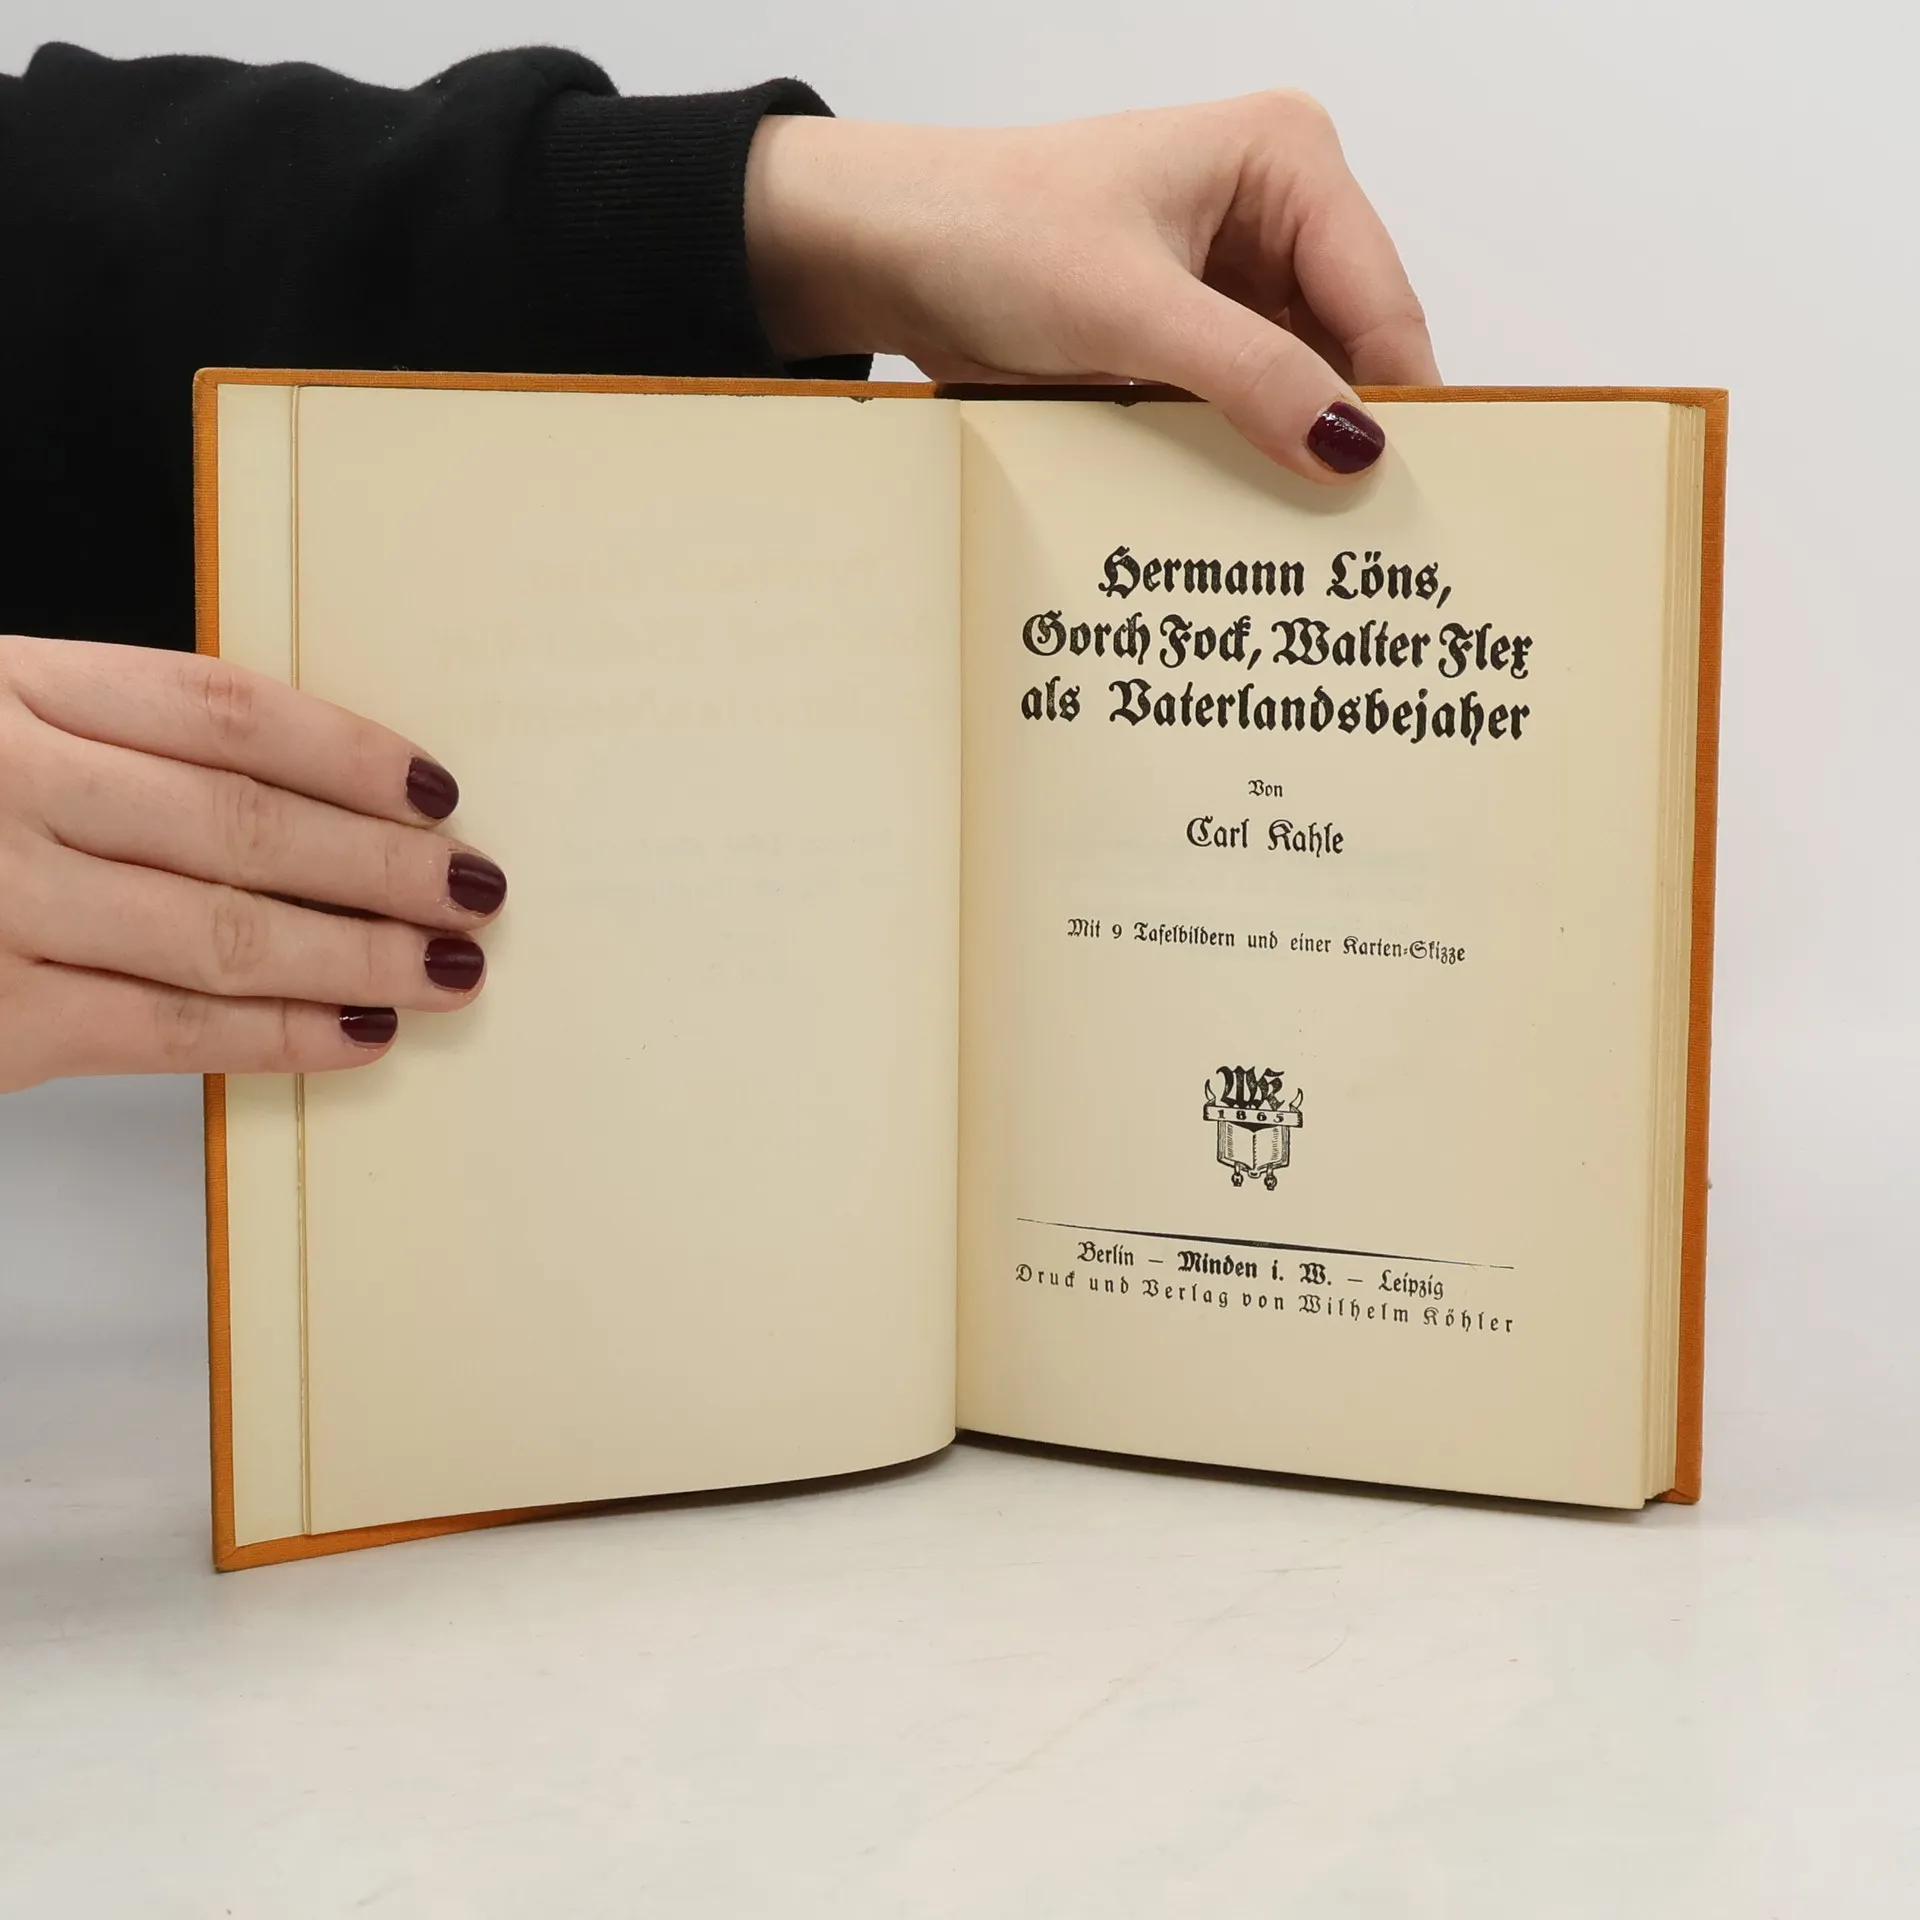 Hermann Löns,
Gorch Fock, Walter Flex
als Vaterlandsbejaher
Von
Carl Kahle
Mit 9 Tafelbildern und einer Karten-Skizze
WK
1865
Berlin – Minden i. W. – Leipzig
Druck und Verlag von Wilhelm Köhler